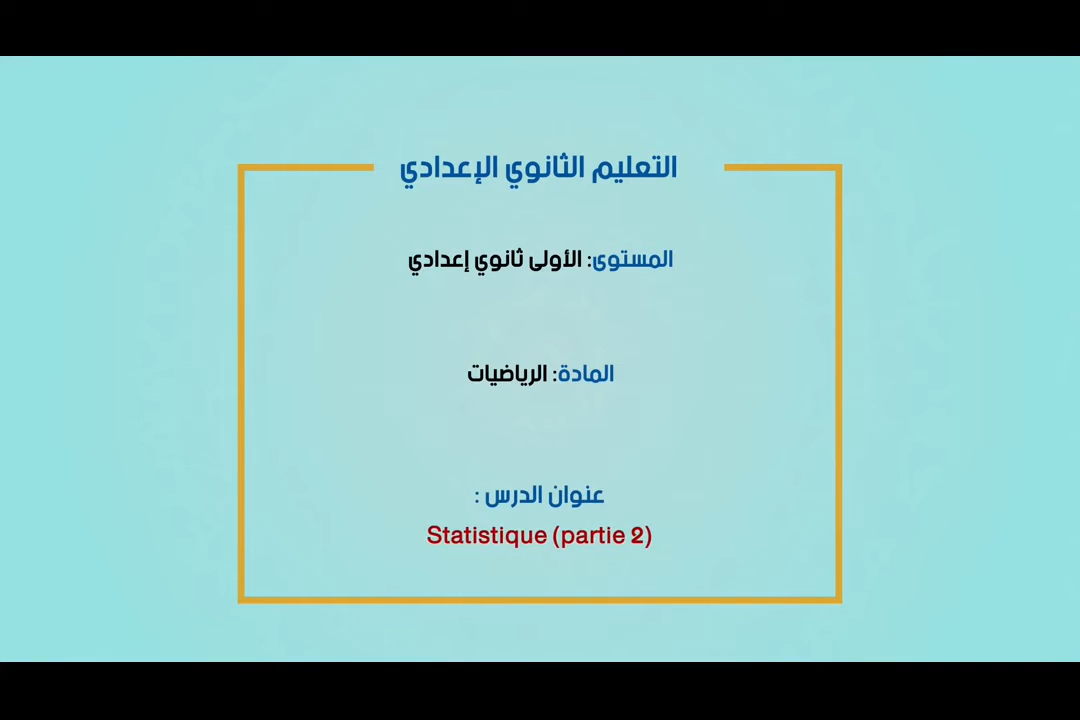 التعليم الثانوي الإعدادي
المستوى: الأولى ثانوي إعدادي
المادة: الرياضيات
عنوان الدرس :
Statistique (partie 2)